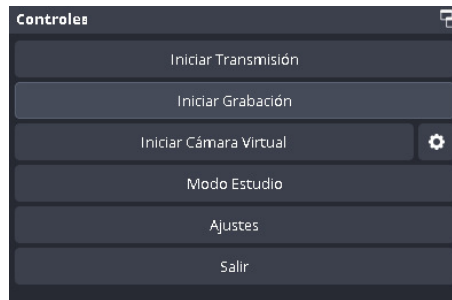 Controles
Iniciar Transmisión
Iniciar Grabación
Iniciar Cámara Virtual
Modo Estudio
Ajustes
Salir